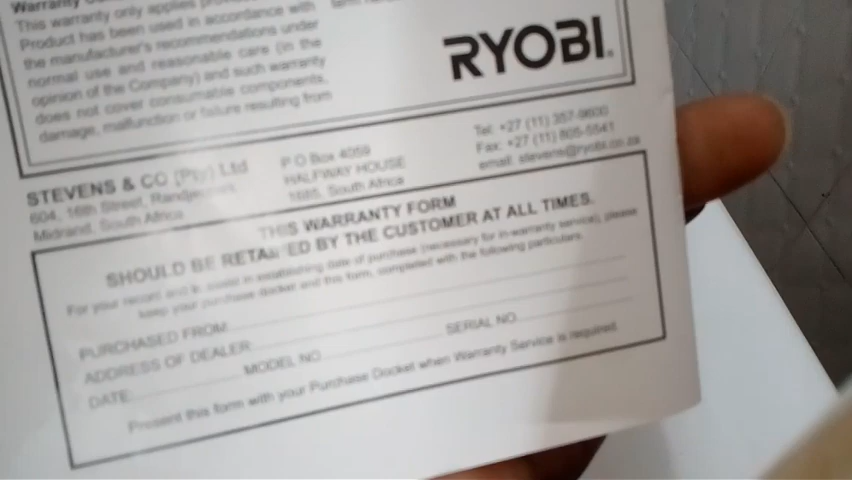 Warranty
This warranty only applies provided
Product has been used in accordance with
the manufacturer's recommendations under
normal use and reasonable care (in the
opinion of the Company) and such warranty
does not cover consumable components,
damage, malfunction or failure resulting from
RYOBI
STEVENS & CO (Pty) Ltd
604, 16th Street,
Midrand, South Africa
P O Box 4059
HALFWAY HOUSE
1685, South Africa
Tel: +27 (11) 357-9600
Fax: +27 (11) 805-5541
email: stevens@ryobi.co.za
THIS WARRANTY FORM
SHOULD BE RETAINED BY THE CUSTOMER AT ALL TIMES.
For your record and to assist in establishing date of purchase (necessary for in-warranty service), please
keep your purchase docket and this form, completed with the following particulars.
PURCHASED FROM:
ADDRESS OF DEALER:
DATE: MODEL NO. SERIAL NO.
Present this form with your Purchase Docket when Warranty Service is required.